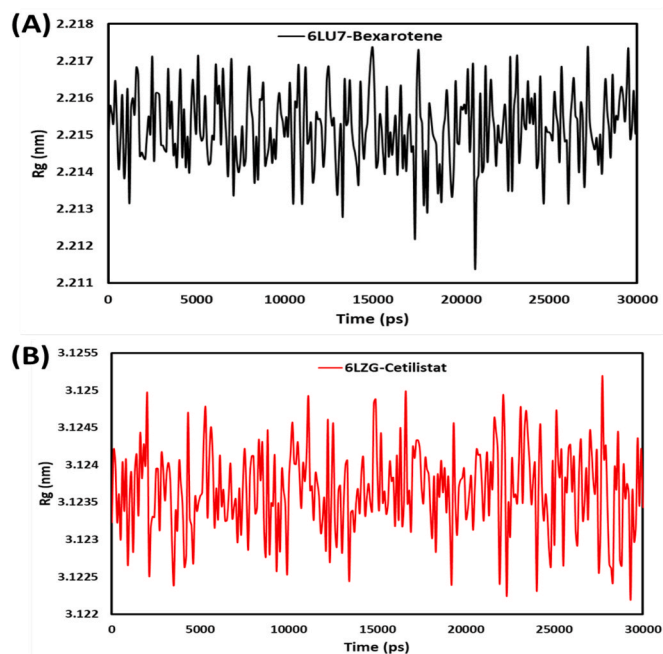 (A)
2.218
6LU7-Bexarotene
2.217
2.216
2.215
Rg (nm)
2.214
2.213
2.212
2.211
0 5000 10000 15000 20000 25000 30000
Time (ps)
(B)
3.1255
6LZG-Cetilistat
3.125
3.1245
3.124
Rg (nm)
3.1235
3.123
3.1225
3.122
0 5000 10000 15000 20000 25000 30000
Time (ps)